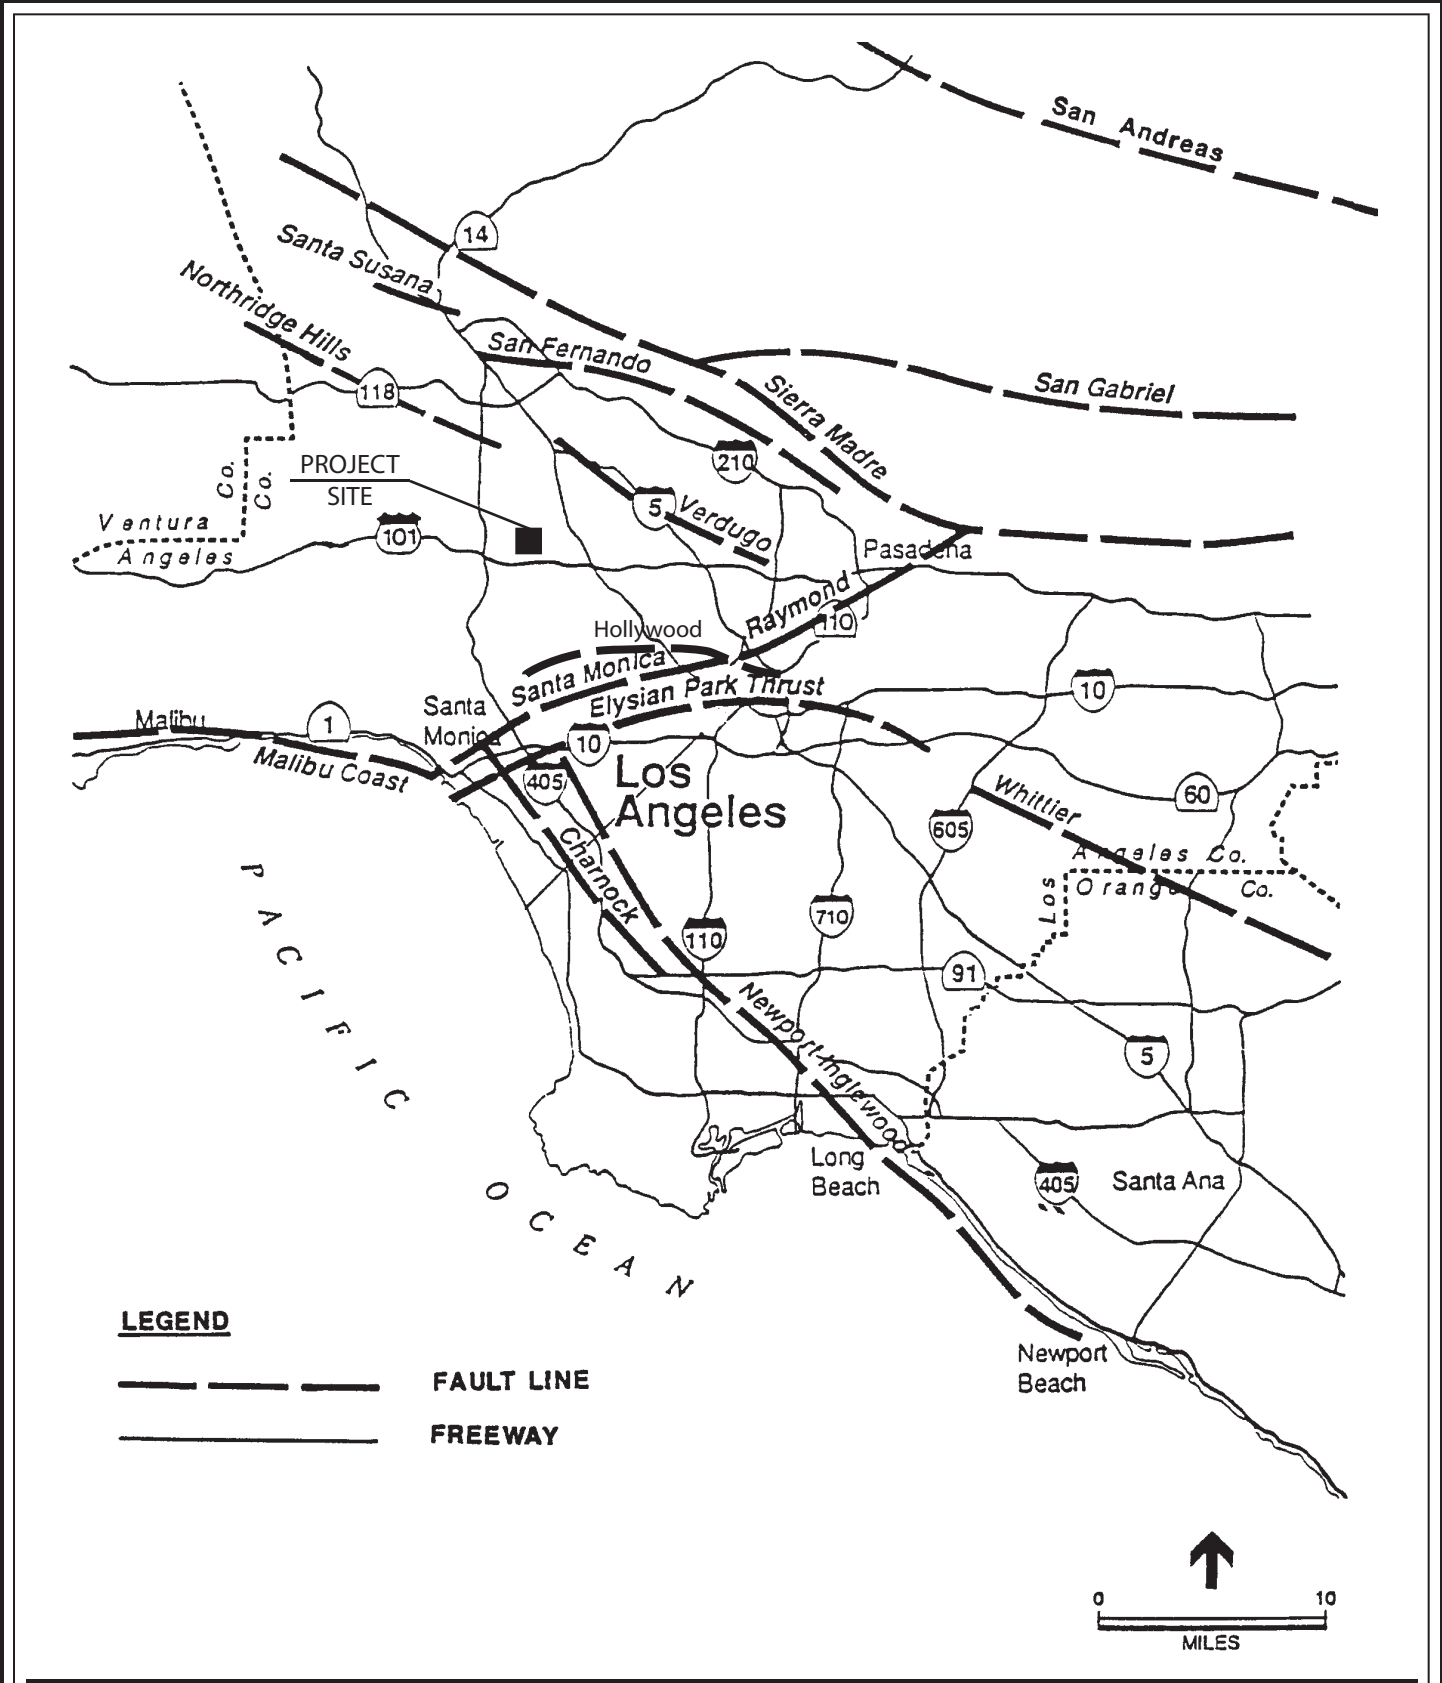 San Andreas
14
Santa Susana
Northridge Hills
San Fernando
118
Sierra Madre
San Gabriel
210
PROJECT
SITE
Co.
Co.
5
Verdugo
Ventura
Angeles
101
Pasadena
Raymond
110
Hollywood
Santa Monica
Elysian Park Thrust
10
Santa
Monica
Malibu
1
10
Malibu Coast
405
Los
Angeles
Whittier
60
605
Charnock
Angeles Co.
Orange Co.
Los
710
110
91
PACIFIC
Newport-Inglewood
5
Long
Beach
405
Santa Ana
OCEAN
LEGEND
FAULT LINE
FREEWAY
Newport
Beach
0 10
MILES